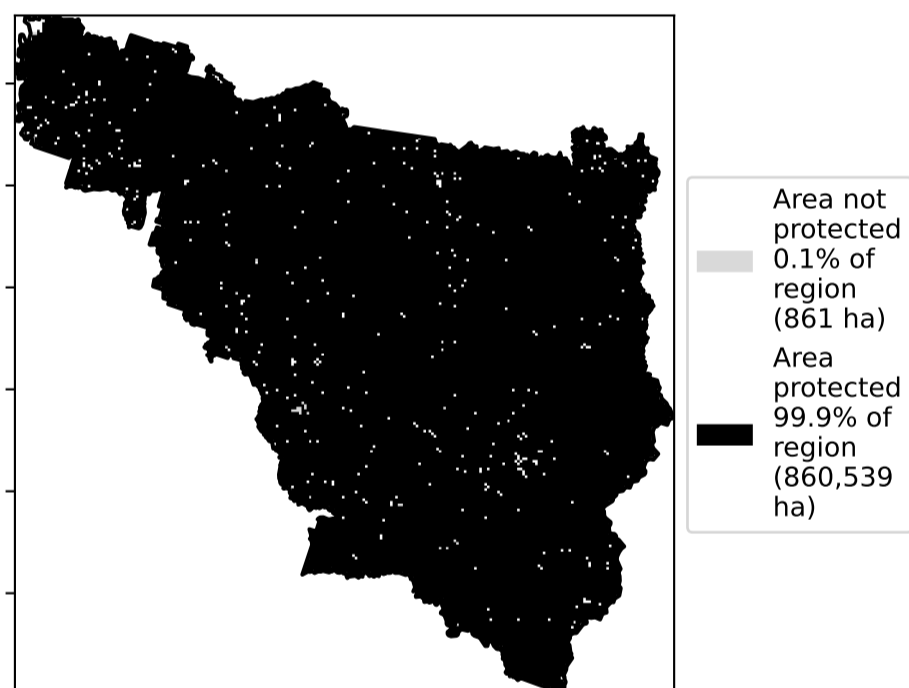 Area not
protected
0.1% of
region
(861 ha)
Area
protected
99.9% of
region
(860,539
ha)